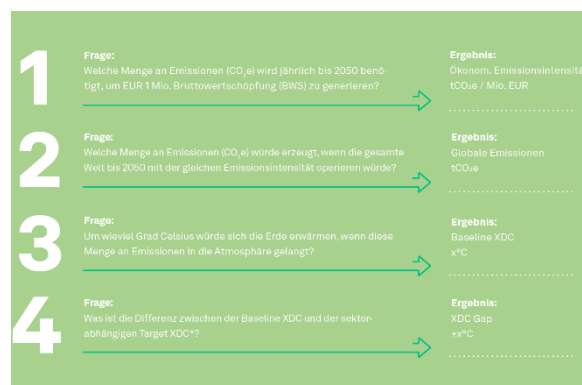 1
Frage:
Welche Menge an Emissionen (CO₂e) wird jährlich bis 2050 benö-
tigt, um EUR 1 Mio. Bruttowertschöpfung (BWS) zu generieren?
Ergebnis:
Ökonom. Emissionsintensität
tCO₂e / Mio. EUR
2
Frage:
Welche Menge an Emissionen (CO₂e) würde erzeugt, wenn die gesamte
Welt bis 2050 mit der gleichen Emissionsintensität operieren würde?
Ergebnis:
Globale Emissionen
tCO₂e
3
Frage:
Um wieviel Grad Celsius würde sich die Erde erwärmen, wenn diese
Menge an Emissionen in die Atmosphäre gelangt?
Ergebnis:
Baseline XDC
x°C
4
Frage:
Was ist die Differenz zwischen der Baseline XDC und der sektor-
abhängigen Target XDC*?
Ergebnis:
XDC Gap
±x°C